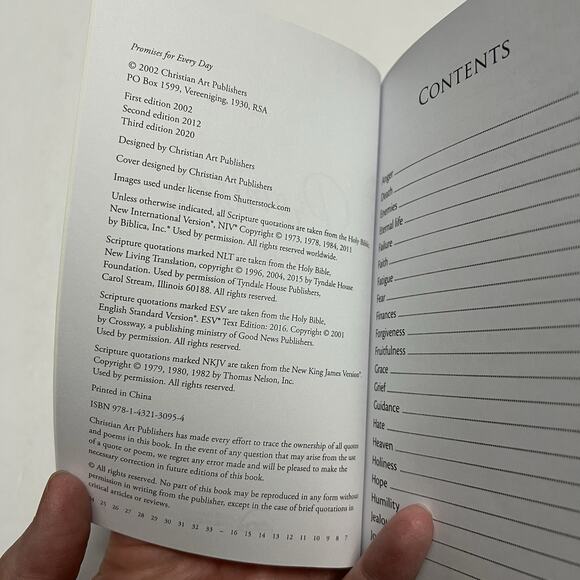 Promises for Every Day
© 2002 Christian Art Publishers
PO Box 1599, Vereeniging, 1930, RSA
First edition 2002
Second edition 2012
Third edition 2020
Designed by Christian Art Publishers
Cover designed by Christian Art Publishers
Images used under license from Shutterstock.com
Unless otherwise indicated, all Scripture quotations are taken from the Holy Bible,
New International Version®, NIV® Copyright © 1973, 1978, 1984, 2011
by Biblica, Inc.® Used by permission. All rights reserved worldwide.
Scripture quotations marked NLT are taken from the Holy Bible,
New Living Translation, copyright © 1996, 2004, 2015 by Tyndale House
Foundation. Used by permission of Tyndale House Publishers,
Carol Stream, Illinois 60188. All rights reserved.
Scripture quotations marked ESV are taken from the Holy Bible,
English Standard Version®. ESV® Text Edition: 2016. Copyright © 2001
by Crossway, a publishing ministry of Good News Publishers.
Used by permission. All rights reserved.
Scripture quotations marked NKJV are taken from the New King James Version®
Copyright © 1979, 1980, 1982 by Thomas Nelson, Inc.
Used by permission. All rights reserved.
Printed in China
ISBN 978-1-4321-3095-4
Christian Art Publishers has made every effort to trace the ownership of all quotes
and poems in this book. In the event of any question that may arise from the use
of a quote or poem, we regret any error made and will be pleased to make the
necessary correction in future editions of this book.
© All rights reserved. No part of this book may be reproduced in any form without
permission in writing from the publisher, except in the case of brief quotations in
critical articles or reviews.
24 25 26 27 28 29 30 31 32 33 – 16 15 14 13 12 11 10 9 8 7
CONTENTS
Anger
Death
Enemies
Eternal life
Failure
Faith
Fatigue
Fear
Finances
Forgiveness
Fruitfulness
Grace
Grief
Guidance
Hate
Heaven
Holiness
Hope
Humility